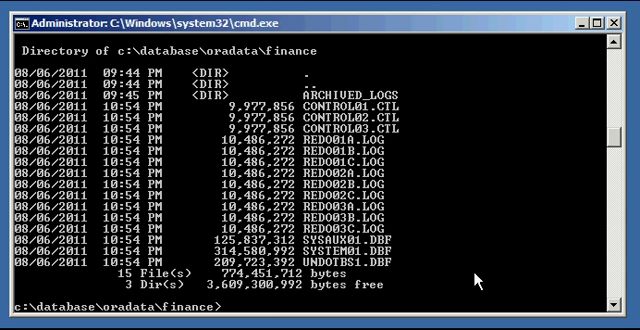 Administrator: C:\Windows\system32\cmd.exe
Directory of c:\database\oradata\finance
08/06/2011 09:44 PM <DIR> .
08/06/2011 09:44 PM <DIR> ..
08/06/2011 09:45 PM <DIR> ARCHIVED_LOGS
08/06/2011 10:54 PM 9,977,856 CONTROL01.CTL
08/06/2011 10:54 PM 9,977,856 CONTROL02.CTL
08/06/2011 10:54 PM 9,977,856 CONTROL03.CTL
08/06/2011 10:54 PM 10,486,272 REDO01A.LOG
08/06/2011 10:54 PM 10,486,272 REDO01B.LOG
08/06/2011 10:54 PM 10,486,272 REDO01C.LOG
08/06/2011 10:54 PM 10,486,272 REDO02A.LOG
08/06/2011 10:54 PM 10,486,272 REDO02B.LOG
08/06/2011 10:54 PM 10,486,272 REDO02C.LOG
08/06/2011 10:54 PM 10,486,272 REDO03A.LOG
08/06/2011 10:54 PM 10,486,272 REDO03B.LOG
08/06/2011 10:54 PM 10,486,272 REDO03C.LOG
08/06/2011 10:54 PM 125,837,312 SYSAUX01.DBF
08/06/2011 10:54 PM 314,580,992 SYSTEM01.DBF
08/06/2011 10:54 PM 209,723,392 UNDOTBS1.DBF
15 File(s) 774,451,712 bytes
3 Dir(s) 3,609,300,992 bytes free
c:\database\oradata\finance>